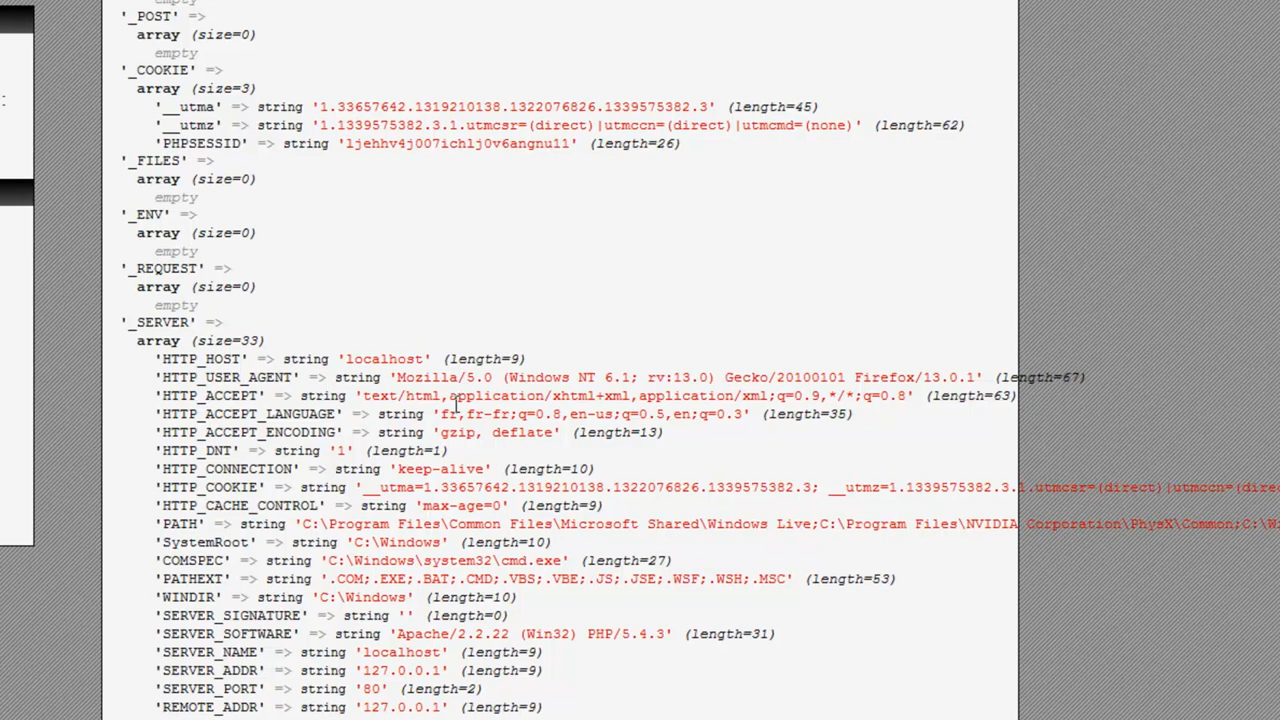 empty
'_POST' =>
array (size=0)
empty
'_COOKIE' =>
array (size=3)
'__utma' => string '1.33657642.1319210138.1322076826.1339575382.3' (length=45)
'__utmz' => string '1.1339575382.3.1.utmcsr=(direct)|utmccn=(direct)|utmcmd=(none)' (length=62)
'PHPSESSID' => string 'ljehhv4j007ichlj0v6angnu11' (length=26)
'_FILES' =>
array (size=0)
empty
'_ENV' =>
array (size=0)
empty
'_REQUEST' =>
array (size=0)
empty
'_SERVER' =>
array (size=33)
'HTTP_HOST' => string 'localhost' (length=9)
'HTTP_USER_AGENT' => string 'Mozilla/5.0 (Windows NT 6.1; rv:13.0) Gecko/20100101 Firefox/13.0.1' (length=67)
'HTTP_ACCEPT' => string 'text/html,application/xhtml+xml,application/xml;q=0.9,*/*;q=0.8' (length=63)
'HTTP_ACCEPT_LANGUAGE' => string 'fr,fr-fr;q=0.8,en-us;q=0.5,en;q=0.3' (length=35)
'HTTP_ACCEPT_ENCODING' => string 'gzip, deflate' (length=13)
'HTTP_DNT' => string '1' (length=1)
'HTTP_CONNECTION' => string 'keep-alive' (length=10)
'HTTP_COOKIE' => string '__utma=1.33657642.1319210138.1322076826.1339575382.3; __utmz=1.1339575382.3.1.utmcsr=(direct)|utmccn=(direc
'HTTP_CACHE_CONTROL' => string 'max-age=0' (length=9)
'PATH' => string 'C:\Program Files\Common Files\Microsoft Shared\Windows Live;C:\Program Files\NVIDIA Corporation\PhysX\Common;C:\W
'SystemRoot' => string 'C:\Windows' (length=10)
'COMSPEC' => string 'C:\Windows\system32\cmd.exe' (length=27)
'PATHEXT' => string '.COM;.EXE;.BAT;.CMD;.VBS;.VBE;.JS;.JSE;.WSF;.WSH;.MSC' (length=53)
'WINDIR' => string 'C:\Windows' (length=10)
'SERVER_SIGNATURE' => string '' (length=0)
'SERVER_SOFTWARE' => string 'Apache/2.2.22 (Win32) PHP/5.4.3' (length=31)
'SERVER_NAME' => string 'localhost' (length=9)
'SERVER_ADDR' => string '127.0.0.1' (length=9)
'SERVER_PORT' => string '80' (length=2)
'REMOTE_ADDR' => string '127.0.0.1' (length=9)